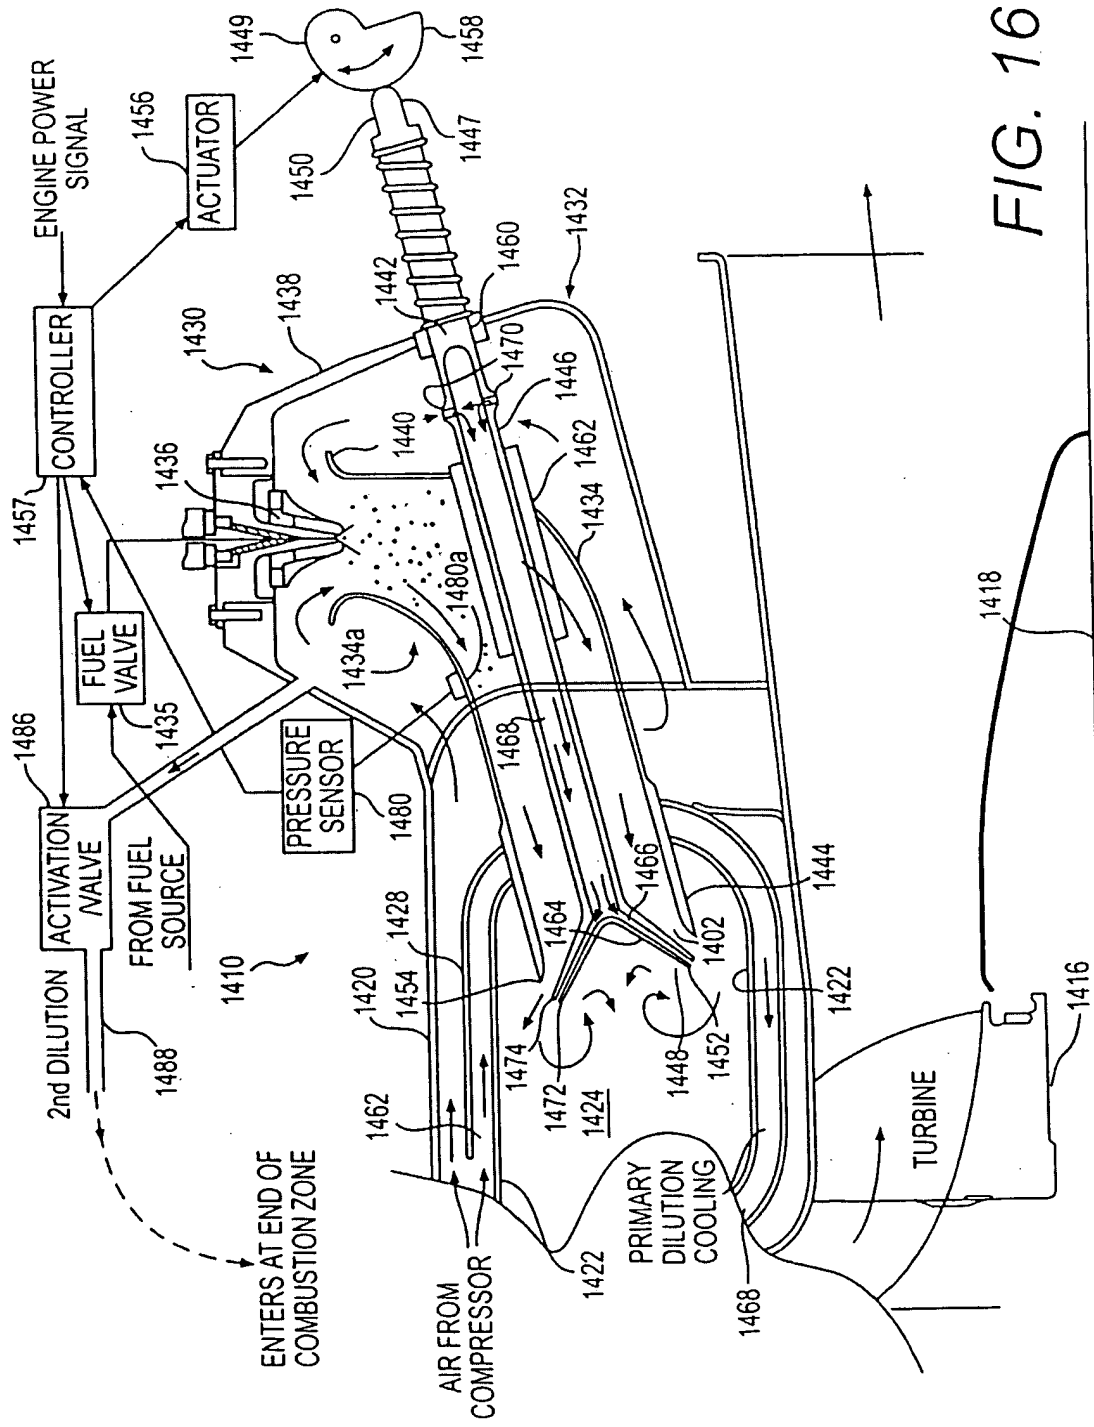 ENGINE POWER
SIGNAL
1457
CONTROLLER
1456
ACTUATOR
1449
1458
1450
1447
1486
ACTIVATION
VALVE
FUEL
VALVE
1435
2nd DILUTION
1488
FROM FUEL
SOURCE
ENTERS AT END OF
COMBUSTION ZONE
1410
PRESSURE
SENSOR
1480
1436
1430
1438
1442
1460
1432
1440
1470
1446
1462
1434
1434a
1480a
1468
1428
1420
1454
1462
AIR FROM
COMPRESSOR
1422
1474
1472
1424
1464
1466
1444
1402
1448
1452
1422
PRIMARY
DILUTION
COOLING
1468
TURBINE
1416
1418
FIG. 16